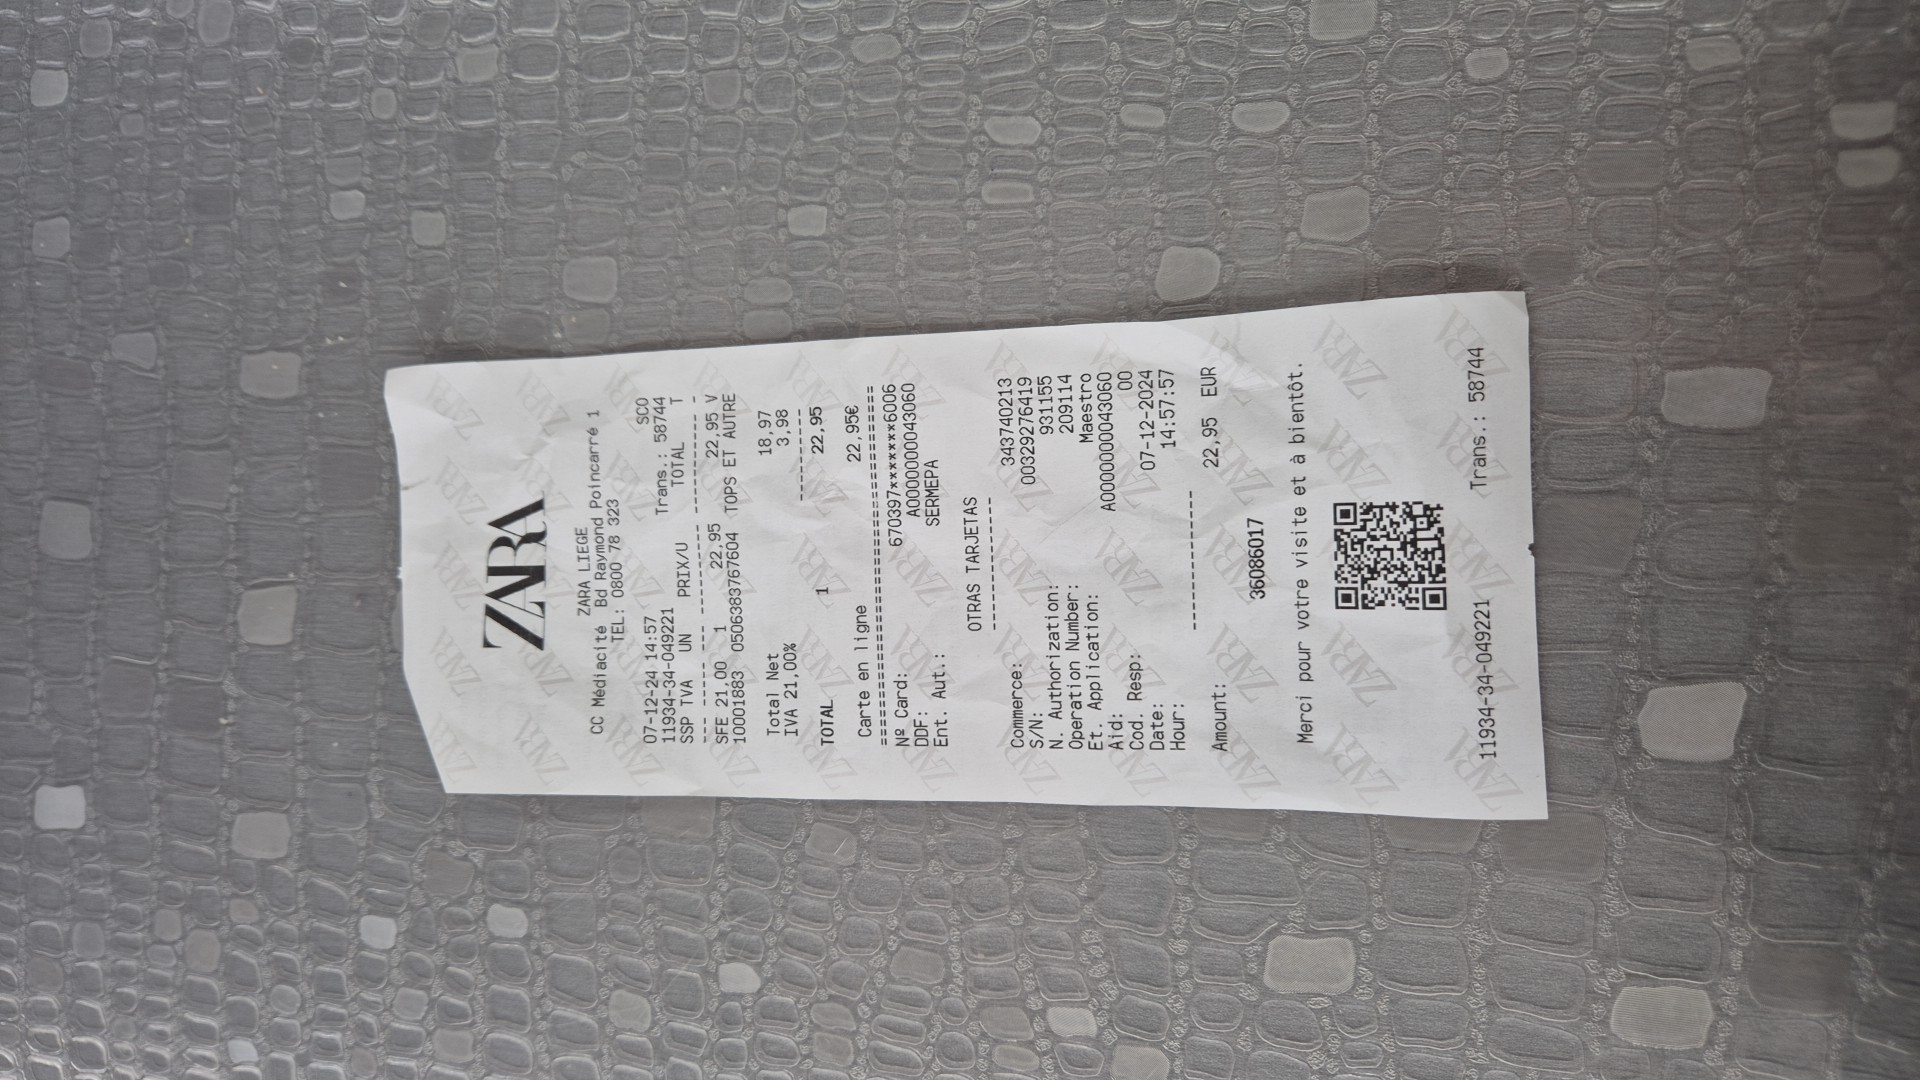 ZARA
ZARA LIEGE
CC Médiacité Bd Raymond Poincarré 1
TEL: 0800 78 323
07-12-24 14:57 SCO
11934-34-049221 Trans.: 58744
SSP TVA UN PRIX/U TOTAL T
--- ----- --- --------- ---------- -
SFE 21,00 1 22,95 22,95 V
10001883 0506383767604 TOPS ET AUTRE
Total Net 18,97
IVA 21,00% 3,98
----------
TOTAL 1 22,95
Carte en ligne 22,95€
========================================
Nº Card: 670397*******6006
DDF: A0000000043060
Ent. Aut.: SERMEPA
OTRAS TARJETAS
---------------
Commerce: 343740213
S/N: 00329276419
N. Authorization: 931155
Operation Number: 209114
Et. Application: Maestro
Aid: A0000000043060
Cod. Resp: 00
Date: 07-12-2024
Hour: 14:57:57
---------------
Amount: 22,95 EUR
36086017
Merci pour votre visite et à bientôt.
11934-34-049221 Trans.: 58744